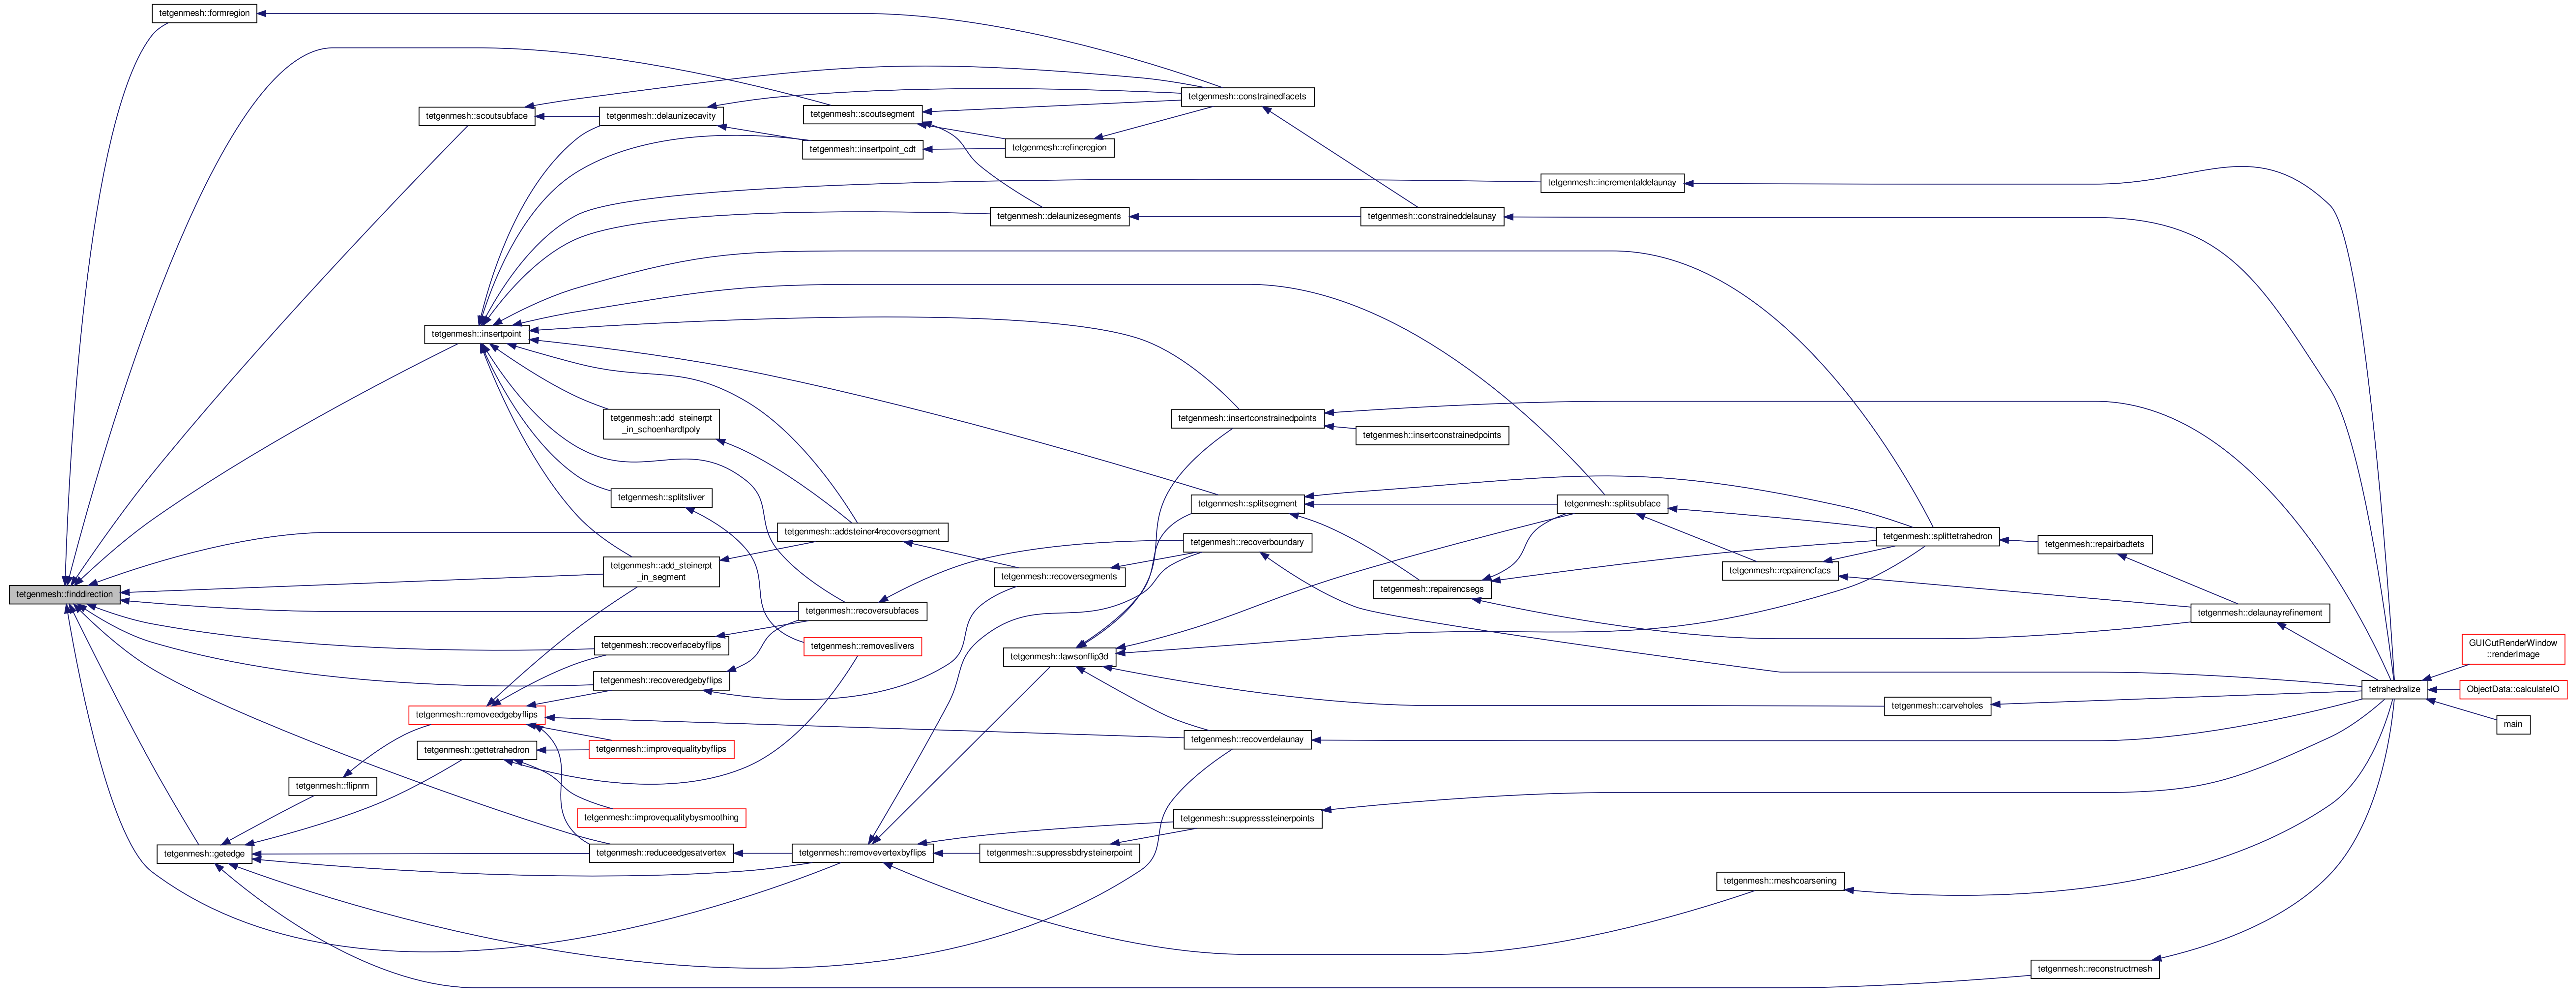 tetgenmesh::formregion
tetgenmesh::constrainedfacets
tetgenmesh::scoutsubface
tetgenmesh::delaunizecavity
tetgenmesh::scoutsegment
tetgenmesh::insertpoint_cdt
tetgenmesh::refineregion
tetgenmesh::incrementaldelaunay
tetgenmesh::delaunizesegments
tetgenmesh::constraineddelaunay
tetgenmesh::insertpoint
tetgenmesh::add_steinerpt
_in_schoenhardtpoly
tetgenmesh::insertconstrainedpoints
tetgenmesh::insertconstrainedpoints
tetgenmesh::splitsliver
tetgenmesh::splitsegment
tetgenmesh::splitsubface
tetgenmesh::addsteiner4recoversegment
tetgenmesh::splittetrahedron
tetgenmesh::recoverboundary
tetgenmesh::repairbadtets
tetgenmesh::add_steinerpt
_in_segment
tetgenmesh::recoversegments
tetgenmesh::repairencfacs
tetgenmesh::finddirection
tetgenmesh::repairencsegs
tetgenmesh::recoversubfaces
tetgenmesh::delaunayrefinement
tetgenmesh::recoverfacebyflips
tetgenmesh::removeslivers
tetgenmesh::lawsonflip3d
GUICutRenderWindow
::renderImage
tetgenmesh::recoveredgebyflips
tetrahedralize
ObjectData::calculateIO
tetgenmesh::removeedgebyflips
tetgenmesh::carveholes
main
tetgenmesh::gettetrahedron
tetgenmesh::improvequalitybyflips
tetgenmesh::recoverdelaunay
tetgenmesh::flipnm
tetgenmesh::improvequalitybysmoothing
tetgenmesh::suppresssteinerpoints
tetgenmesh::getedge
tetgenmesh::reduceedgesatvertex
tetgenmesh::removevertexbyflips
tetgenmesh::suppressbdrysteinerpoint
tetgenmesh::meshcoarsening
tetgenmesh::reconstructmesh